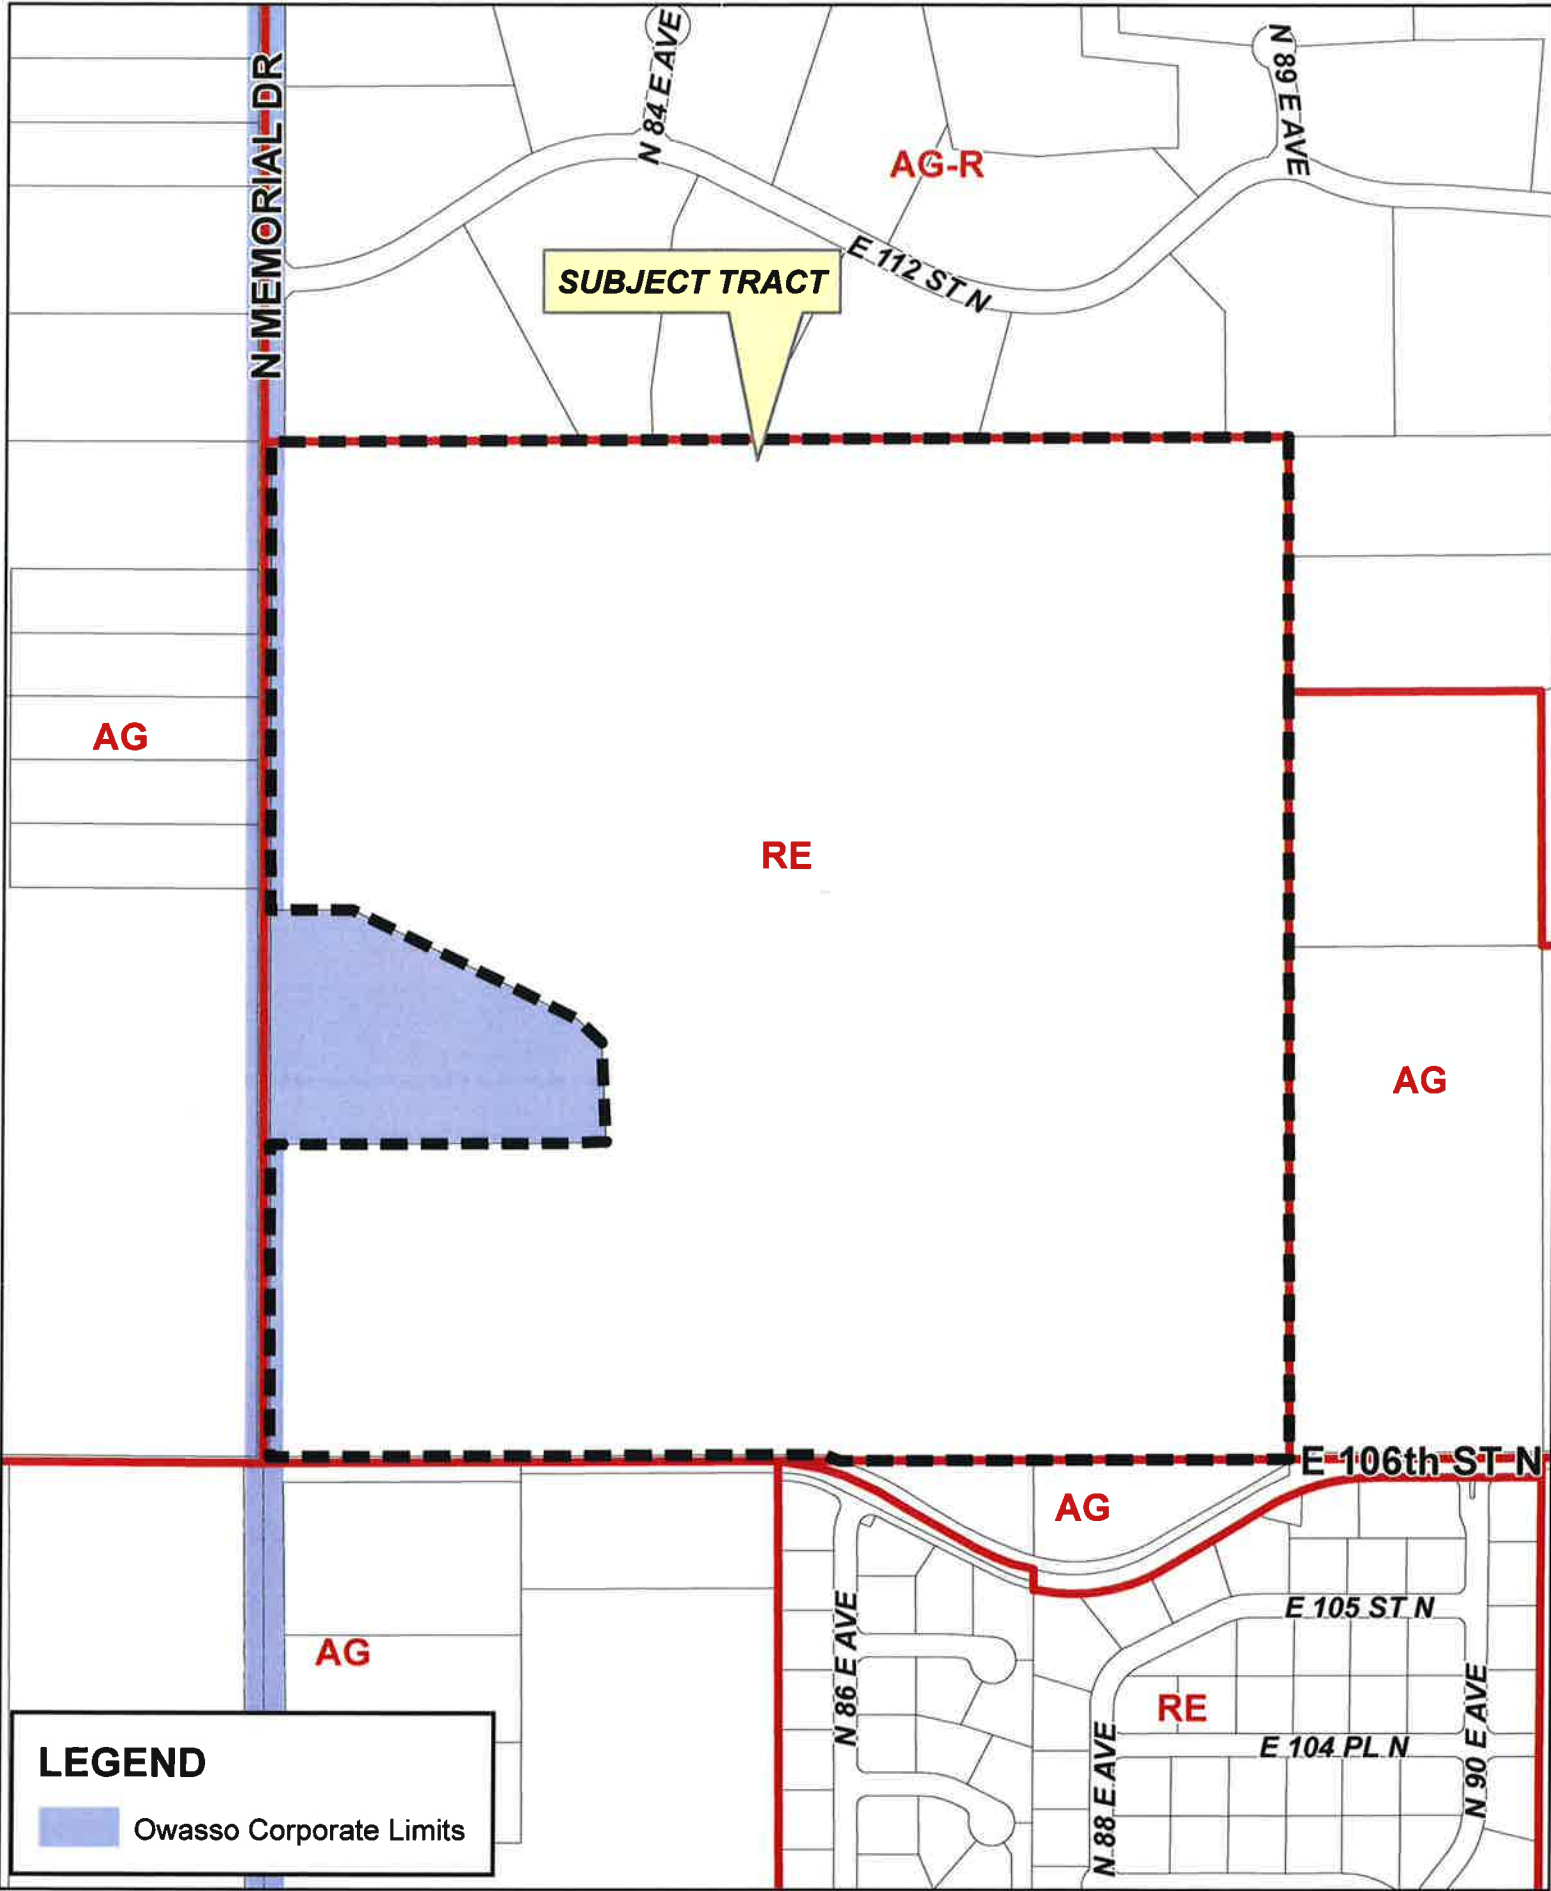 N 84 E AVE
N 89 E AVE
N MEMORIAL DR
AG-R
E 112 ST N
SUBJECT TRACT
AG
RE
AG
E 106th ST N
AG
E 105 ST N
N 86 E AVE
AG
RE
N 90 E AVE
N 88 E AVE
E 104 PL N
LEGEND
Owasso Corporate Limits